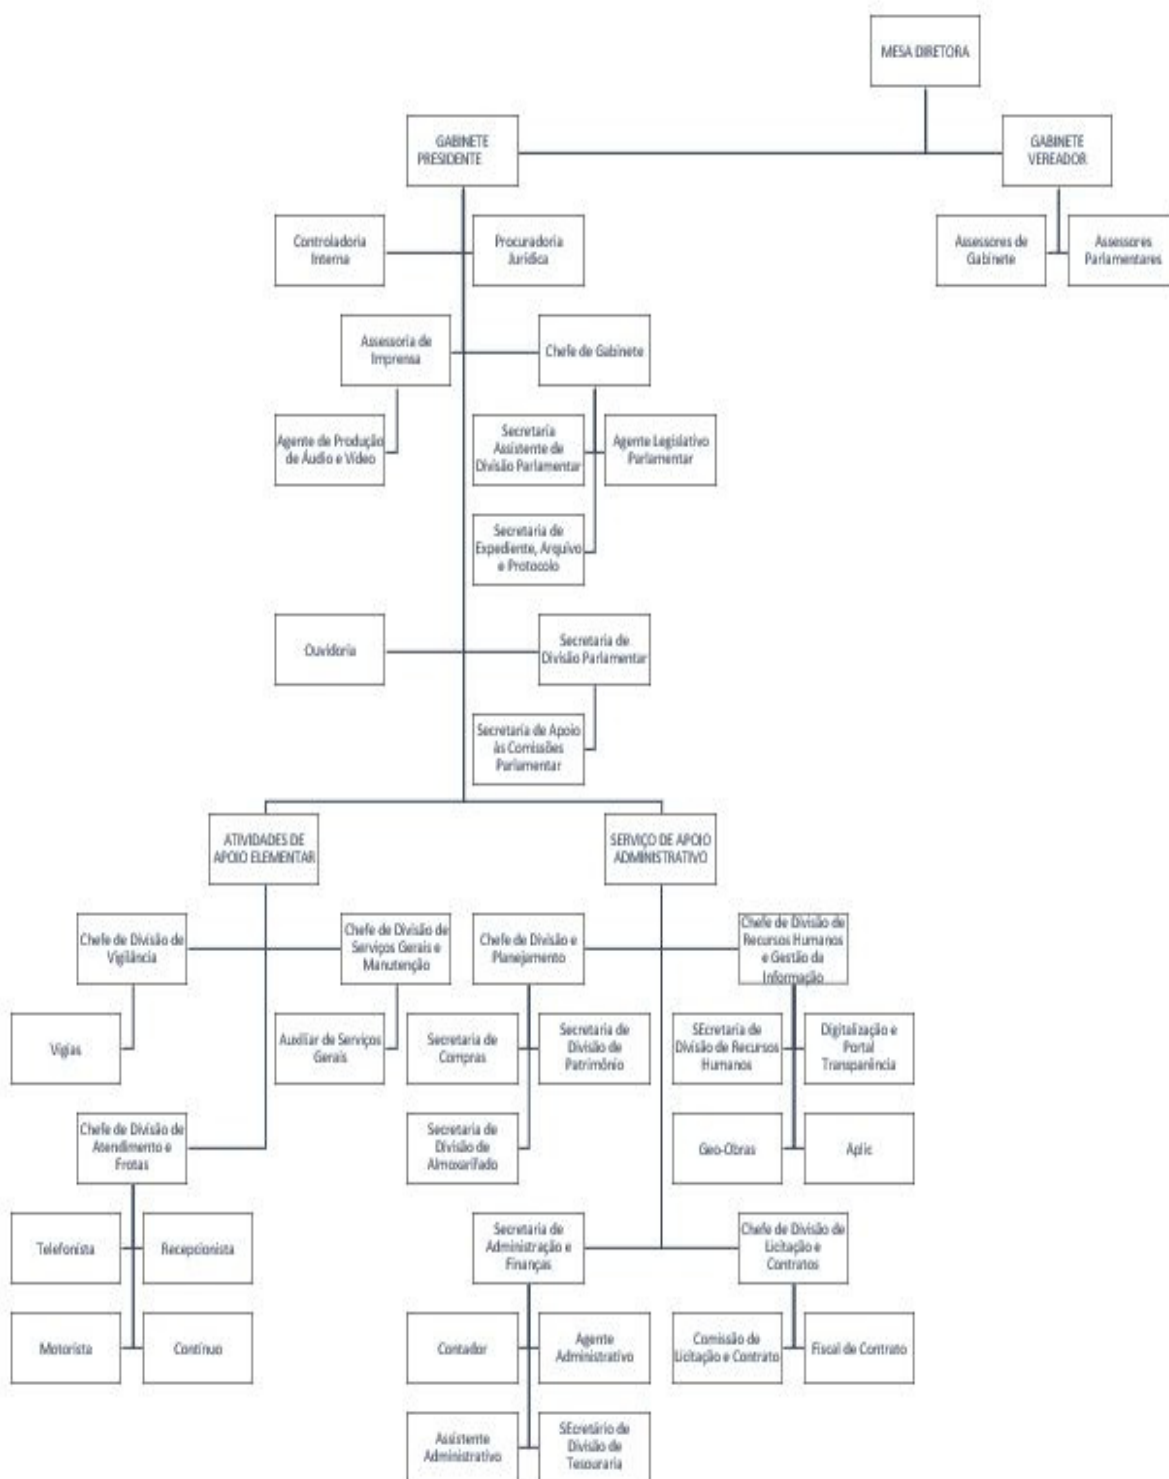 MESA DIRETORA
GABINETE
PRESIDENTE
GABINETE
VEREADOR
Controladoria
Interna
Procuradoria
Jurídica
Assessores de
Gabinete
Assessores
Parlamentares
Assessoria de
Imprensa
Chefe de Gabinete
Agente de Produção
de Áudio e Vídeo
Secretaria
Assistente de
Divisão Parlamentar
Agente Legislativo
Parlamentar
Secretaria de
Expediente, Arquivo
e Protocolo
Ouvidoria
Secretaria de
Divisão Parlamentar
Secretaria de Apoio
às Comissões
Parlamentar
ATIVIDADES DE
APOIO ELEMENTAR
SERVIÇO DE APOIO
ADMINISTRATIVO
Chefe de Divisão de
Vigilância
Chefe de Divisão de
Serviços Gerais e
Manutenção
Chefe de Divisão e
Planejamento
Chefe de Divisão de
Recursos Humanos
e Gestão da
Informação
Vigias
Auxiliar de Serviços
Gerais
Secretaria de
Compras
Secretaria de
Divisão de
Patrimônio
SEcretaria de
Divisão de Recursos
Humanos
Digitalização e
Portal
Transparência
Chefe de Divisão de
Atendimento e
Frotas
Secretaria de
Divisão de
Almoxarifado
Geo-Obras
Aplic
Telefonista
Recepcionista
Secretaria de
Administração e
Finanças
Chefe de Divisão de
Licitação e
Contratos
Motorista
Contínuo
Contador
Agente
Administrativo
Comissão de
Licitação e Contrato
Fiscal de Contrato
Assistente
Administrativo
SEcretário de
Divisão de
Tesouraria